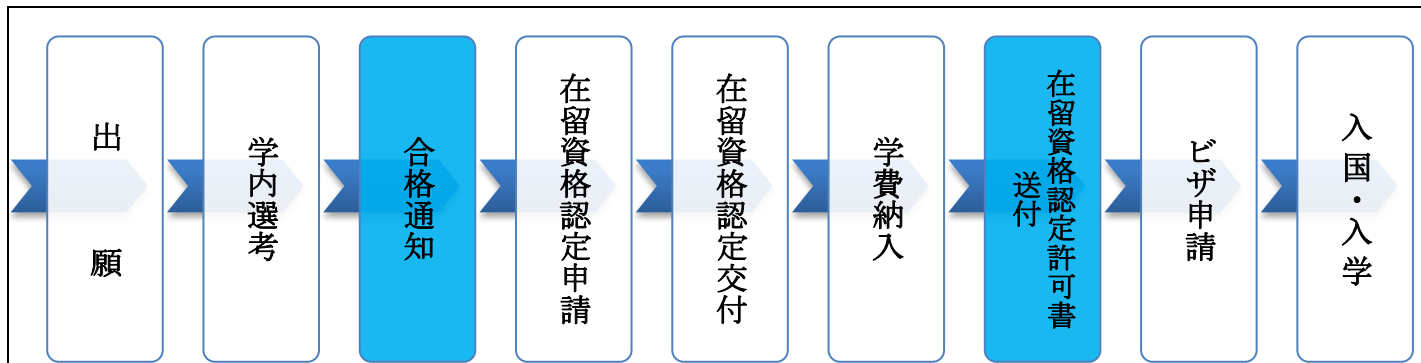 出願
学内選考
合格通知
在留資格認定申請
在留資格認定交付
学費納入
在留資格認定許可書
送付
ビザ申請
入国・入学